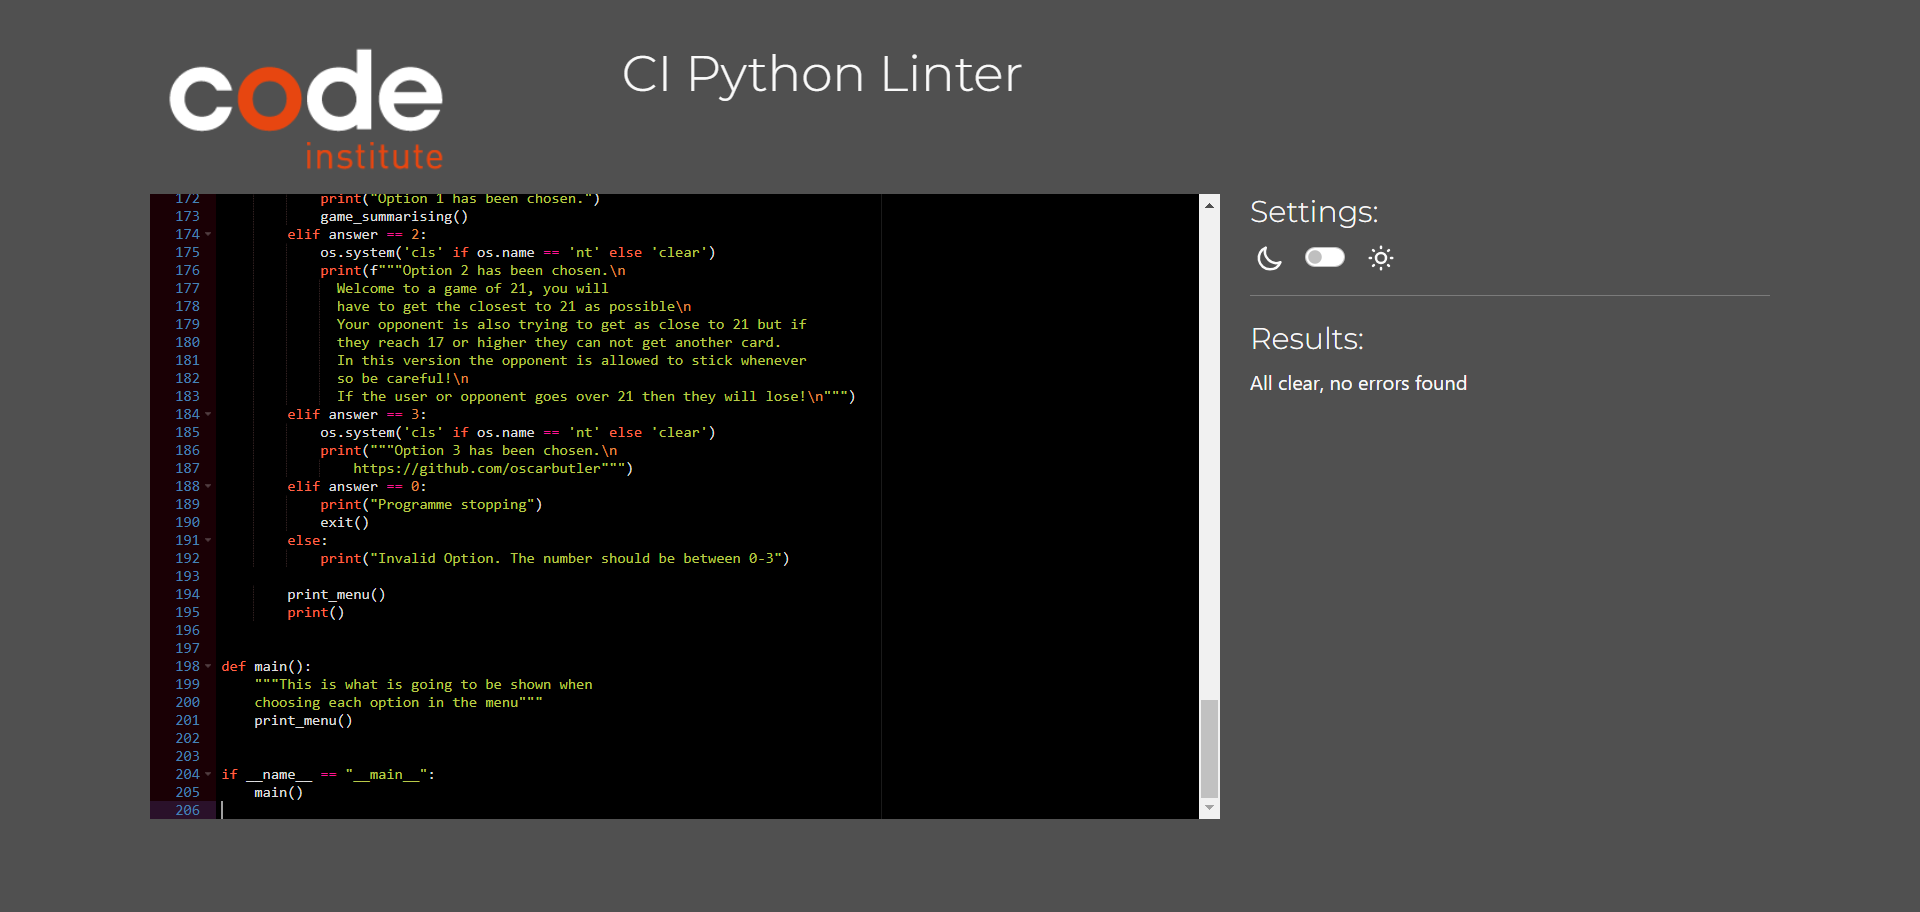 code
institute
CI Python Linter
172 print("Option 1 has been chosen.")
173 game_summarising()
174 elif answer == 2:
175 os.system('cls' if os.name == 'nt' else 'clear')
176 print(f"""Option 2 has been chosen.\n
177 Welcome to a game of 21, you will
178 have to get the closest to 21 as possible\n
179 Your opponent is also trying to get as close to 21 but if
180 they reach 17 or higher they can not get another card.
181 In this version the opponent is allowed to stick whenever
182 so be careful!\n
183 If the user or opponent goes over 21 then they will lose!\n""")
184 elif answer == 3:
185 os.system('cls' if os.name == 'nt' else 'clear')
186 print("""Option 3 has been chosen.\n
187 https://github.com/oscarbutler""")
188 elif answer == 0:
189 print("Programme stopping")
190 exit()
191 else:
192 print("Invalid Option. The number should be between 0-3")
193
194 print_menu()
195 print()
196
197
198 def main():
199 """This is what is going to be shown when
200 choosing each option in the menu"""
201 print_menu()
202
203
204 if __name__ == "__main__":
205 main()
206
Settings:
Results:
All clear, no errors found